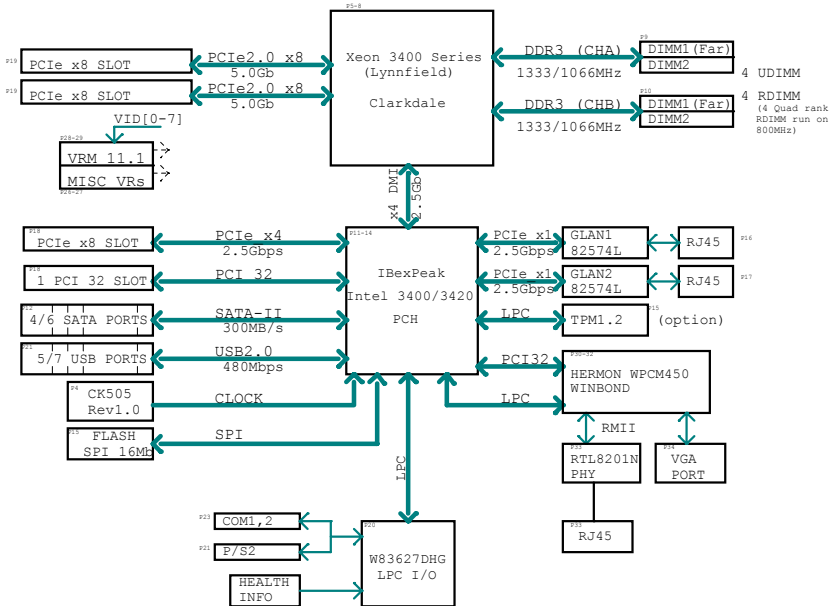 P5-8
Xeon 3400 Series
(Lynnfield)
Clarkdale
P19
PCIe x8 SLOT
PCIe2.0 x8
5.0Gb
P19
PCIe x8 SLOT
PCIe2.0 x8
5.0Gb
DDR3 (CHA)
1333/1066MHz
P9
DIMM1(Far)
DIMM2
4 UDIMM
DDR3 (CHB)
1333/1066MHz
P10
DIMM1(Far)
DIMM2
4 RDIMM
(4 Quad rank
RDIMM run on
800MHz)
VID[0-7]
P28-29
VRM 11.1
MISC VRs
P26-27
x4 DMI
2.5Gb
P11-14
IBexPeak
Intel 3400/3420
PCH
P18
PCIe x8 SLOT
PCIe x4
2.5Gbps
P18
1 PCI 32 SLOT
PCI 32
P12
4/6 SATA PORTS
SATA-II
300MB/s
P21
5/7 USB PORTS
USB2.0
480Mbps
P4
CK505
Rev1.0
CLOCK
P15
FLASH
SPI 16Mb
SPI
PCIe x1
2.5Gbps
GLAN1
82574L
RJ45
P16
PCIe x1
2.5Gbps
GLAN2
82574L
RJ45
P17
LPC
TPM1.2
P15
(option)
PCI32
LPC
P30-32
HERMON WPCM450
WINBOND
RMII
P33
RTL8201N
PHY
P34
VGA
PORT
P33
RJ45
LPC
P23
COM1,2
P21
P/S2
HEALTH
INFO
P20
W83627DHG
LPC I/O